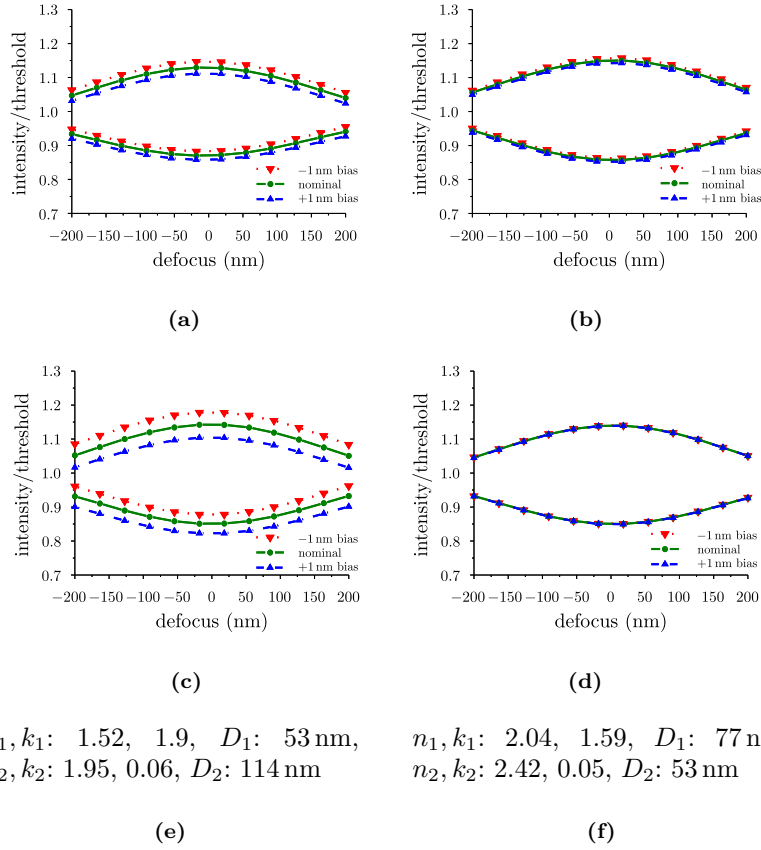 1.3
1.2
1.1
1.0
0.9
0.8
0.7
intensity/threshold
−1 nm bias
nominal
+1 nm bias
−200 −150 −100 −50 0 50 100 150 200
defocus (nm)
(a)
1.3
1.2
1.1
1.0
0.9
0.8
0.7
intensity/threshold
−1 nm bias
nominal
+1 nm bias
−200 −150 −100 −50 0 50 100 150 200
defocus (nm)
(b)
1.3
1.2
1.1
1.0
0.9
0.8
0.7
intensity/threshold
−1 nm bias
nominal
+1 nm bias
−200 −150 −100 −50 0 50 100 150 200
defocus (nm)
(c)
1.3
1.2
1.1
1.0
0.9
0.8
0.7
intensity/threshold
−1 nm bias
nominal
+1 nm bias
−200 −150 −100 −50 0 50 100 150 200
defocus (nm)
(d)
₁, k₁: 1.52, 1.9, D₁: 53 nm,
₂, k₂: 1.95, 0.06, D₂: 114 nm
(e)
n₁, k₁: 2.04, 1.59, D₁: 77 n
n₂, k₂: 2.42, 0.05, D₂: 53 nm
(f)